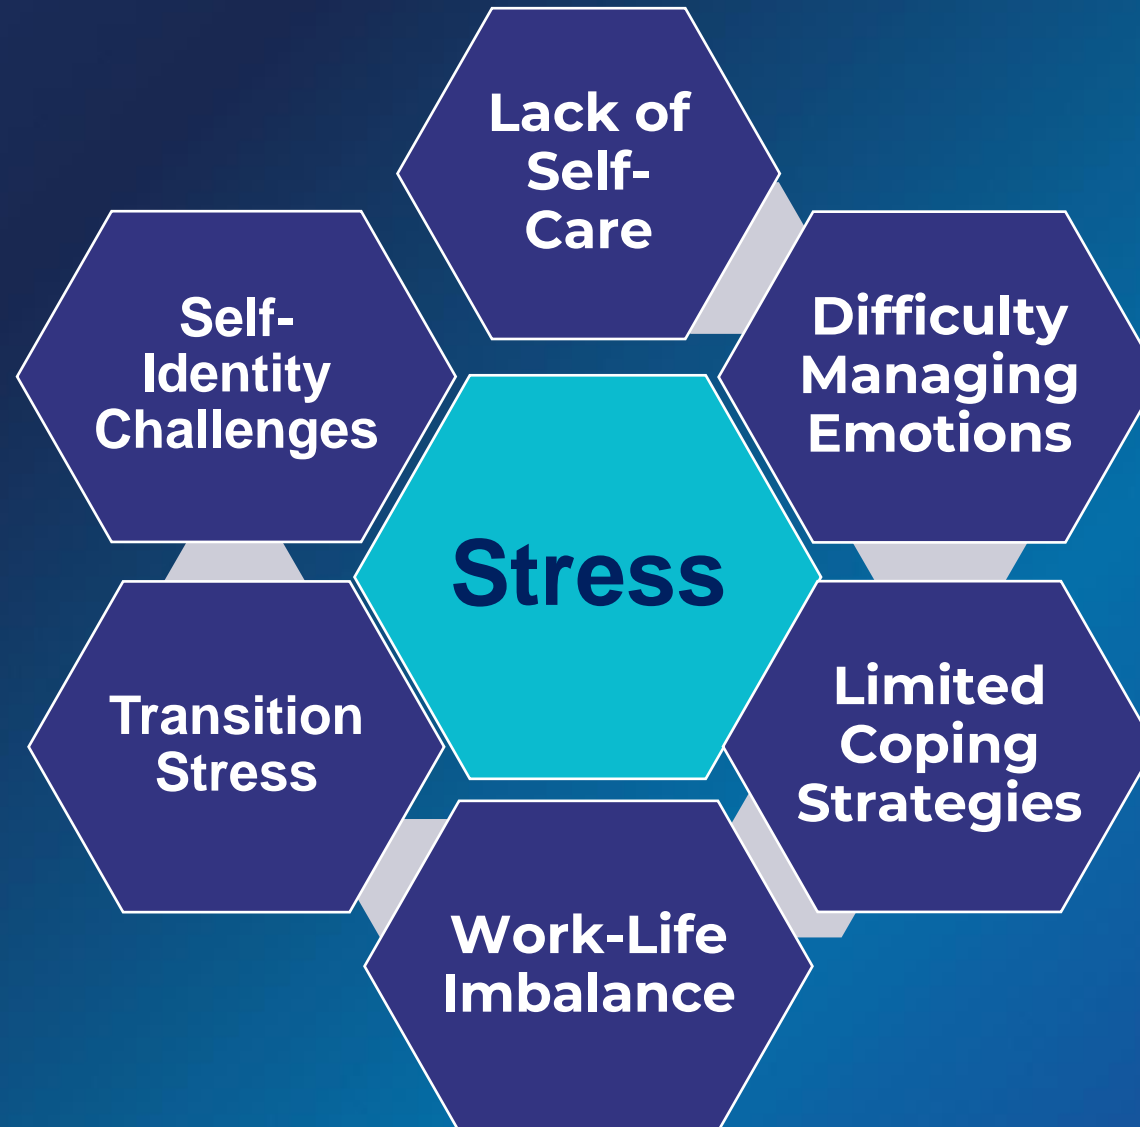 Lack of
Self-
Care
Difficulty
Managing
Emotions
Limited
Coping
Strategies
Work-Life
Imbalance
Transition
Stress
Self-
Identity
Challenges
Stress